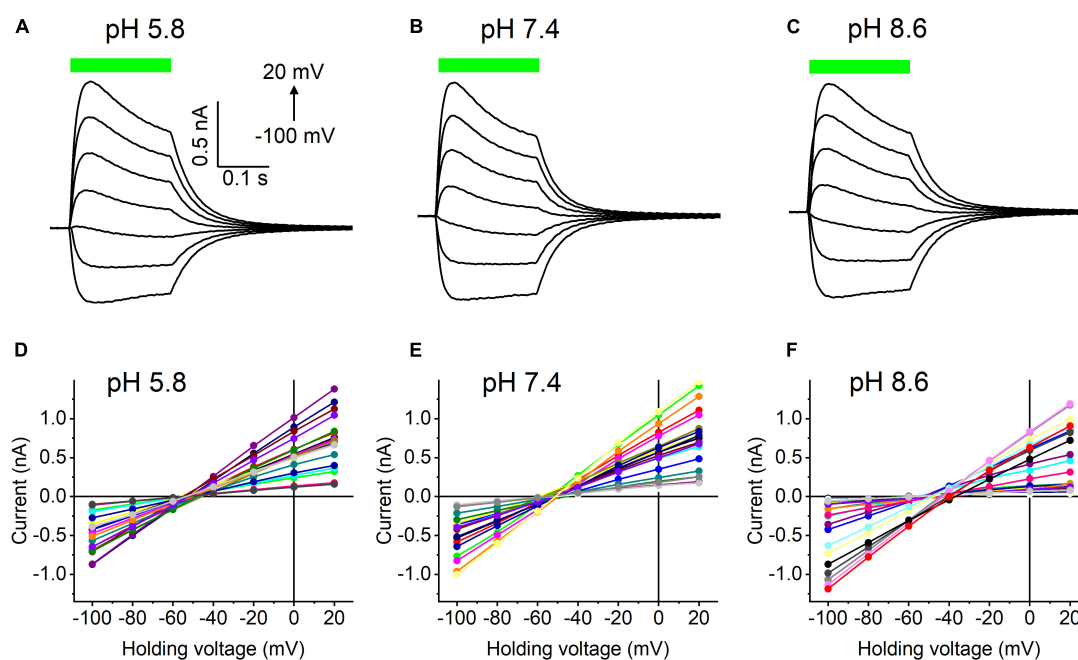 A pH 5.8
B pH 7.4
C pH 8.6
20 mV
-100 mV
0.5 nA
0.1 s
D pH 5.8
E pH 7.4
F pH 8.6
Current (nA)
1.0
0.5
0.0
-0.5
-1.0
-100 -80 -60 -40 -20 0 20
Holding voltage (mV)
Current (nA)
1.0
0.5
0.0
-0.5
-1.0
-100 -80 -60 -40 -20 0 20
Holding voltage (mV)
Current (nA)
1.0
0.5
0.0
-0.5
-1.0
-100 -80 -60 -40 -20 0 20
Holding voltage (mV)